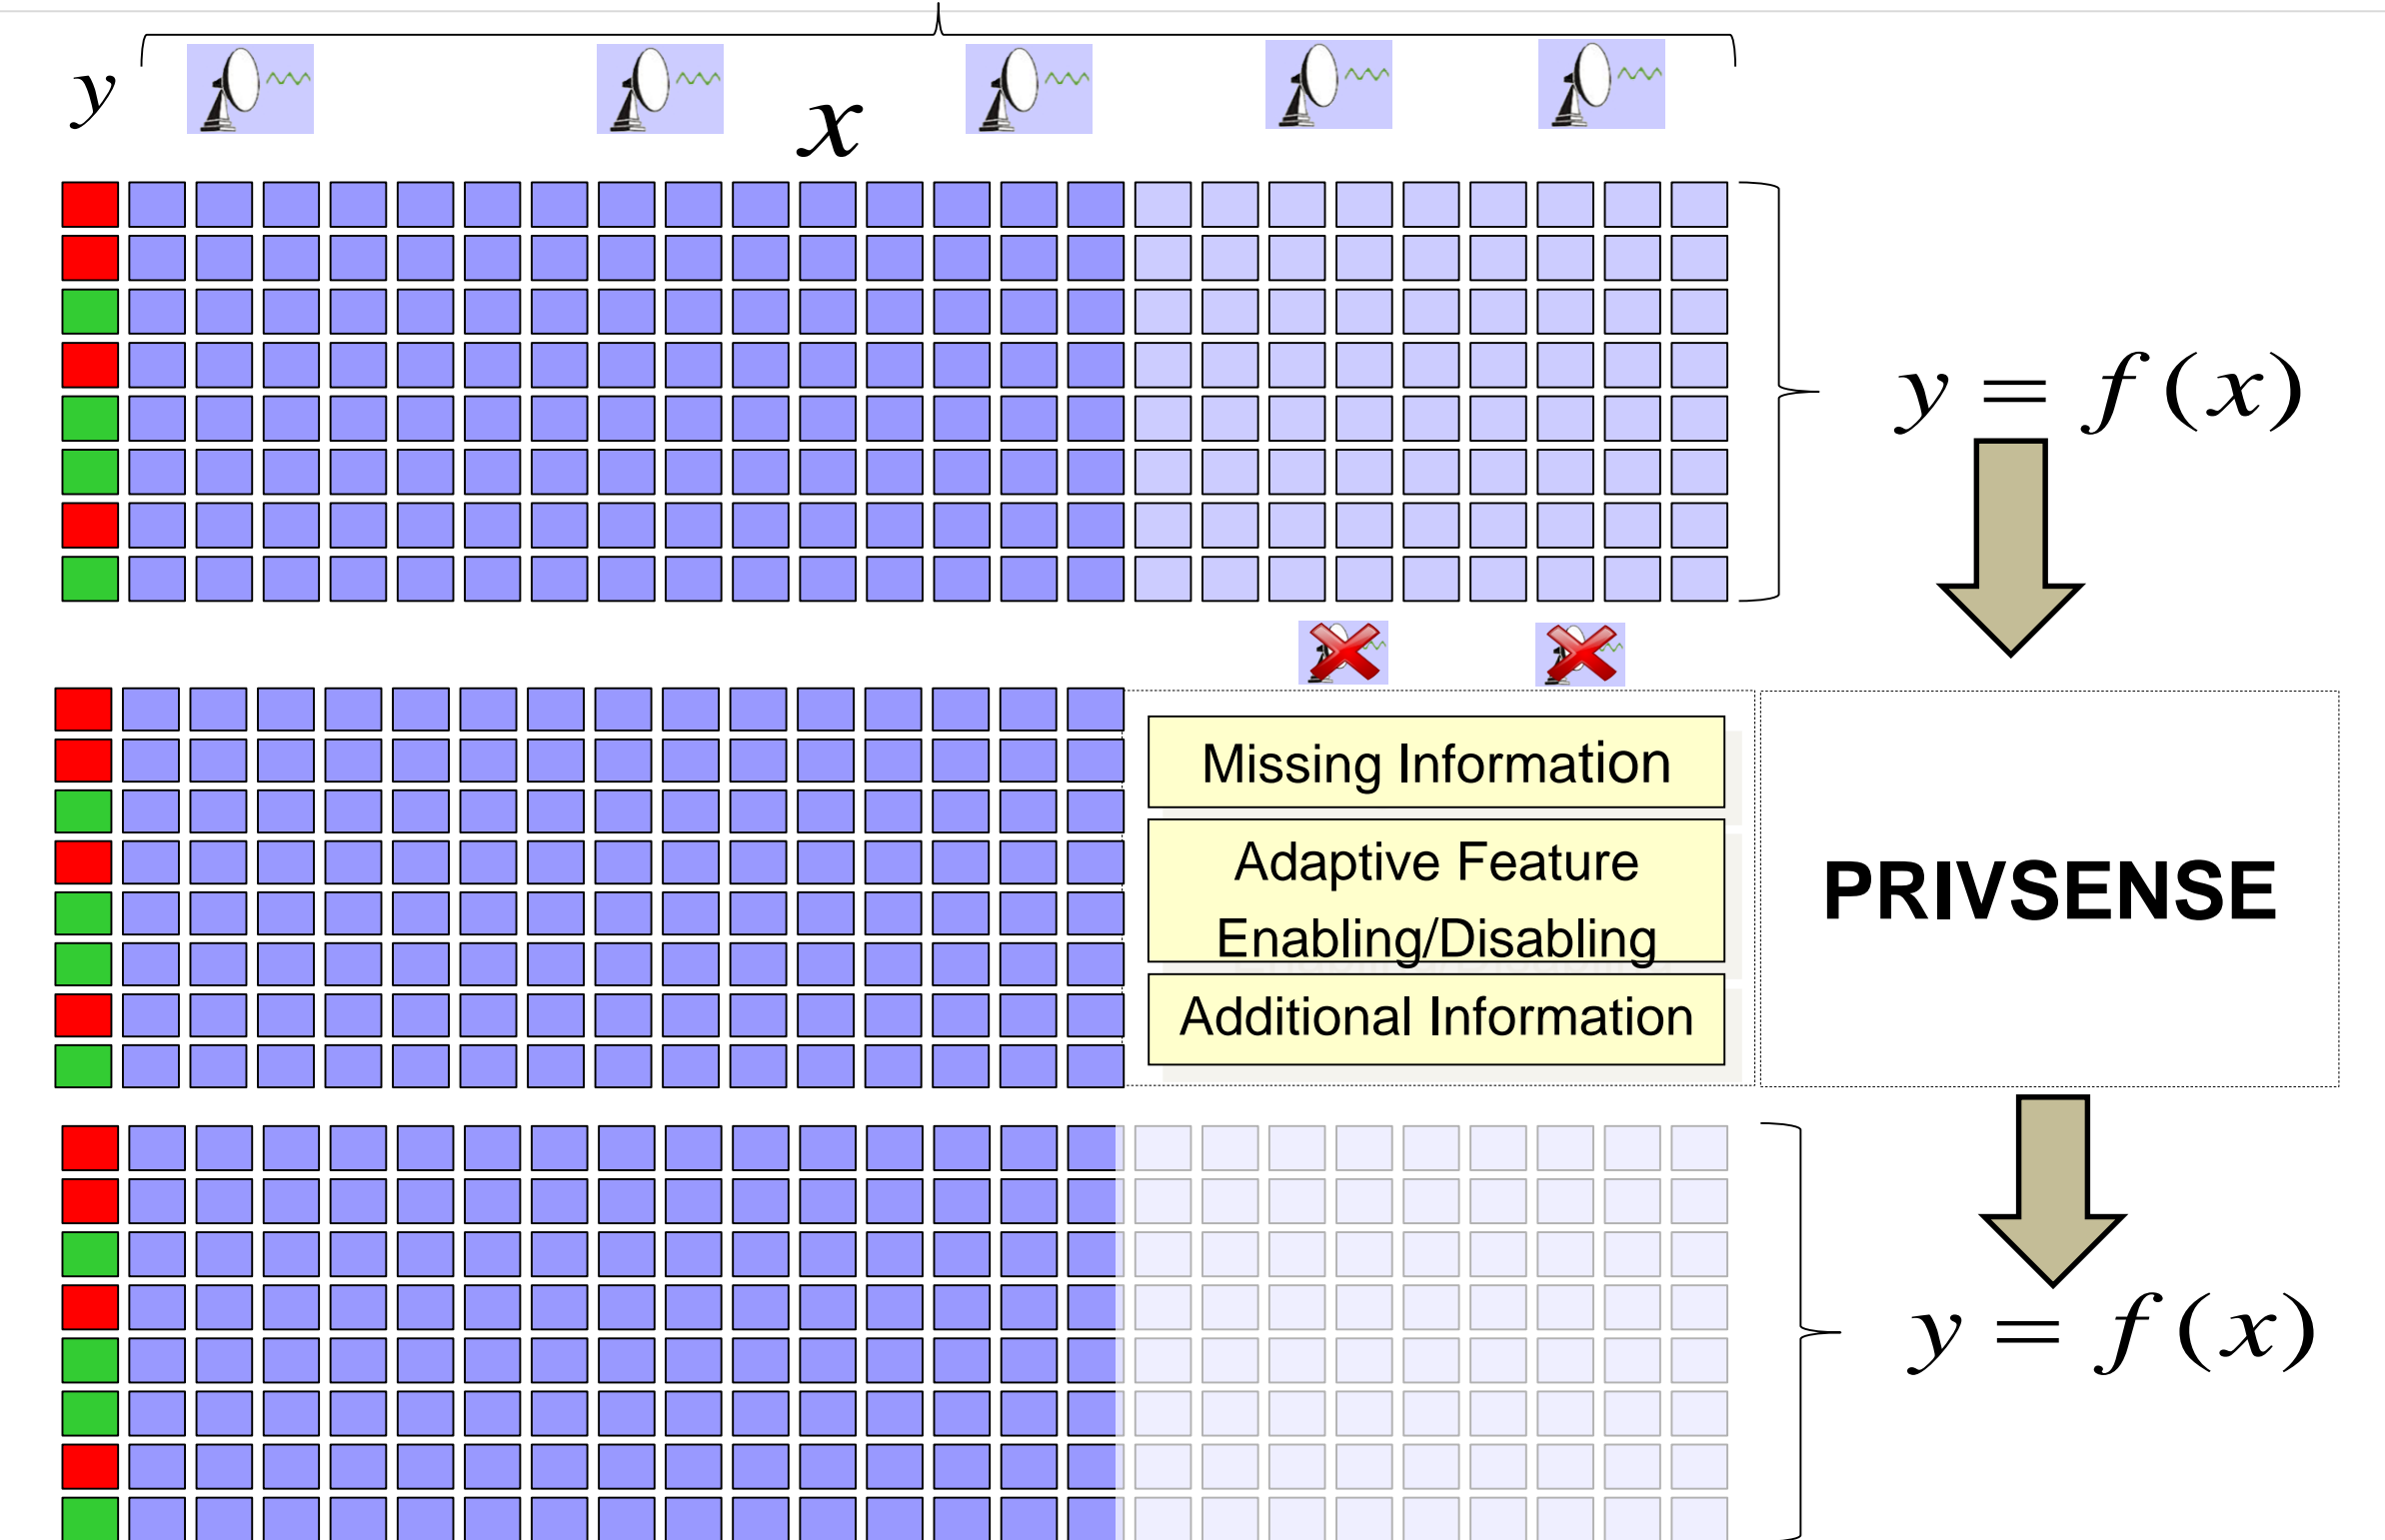 y
x
y = f (x)
Missing Information
Adaptive Feature
Enabling/Disabling
Additional Information
PRIVSENSE
y = f (x)